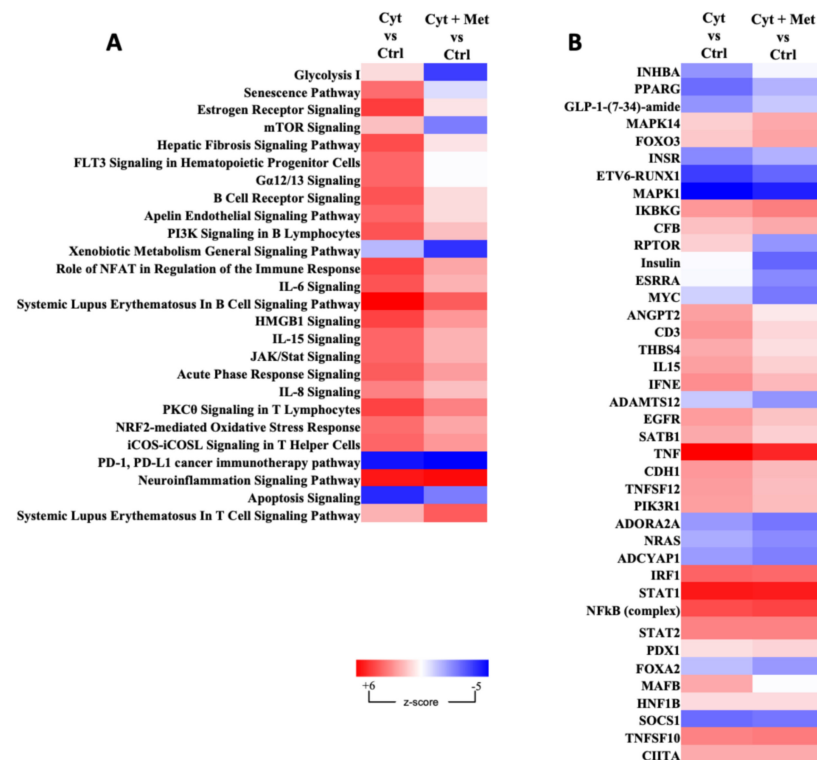 A
Cyt
vs
Ctrl
Cyt + Met
vs
Ctrl
Glycolysis I
Senescence Pathway
Estrogen Receptor Signaling
mTOR Signaling
Hepatic Fibrosis Signaling Pathway
FLT3 Signaling in Hematopoietic Progenitor Cells
Gα12/13 Signaling
B Cell Receptor Signaling
Apelin Endothelial Signaling Pathway
PI3K Signaling in B Lymphocytes
Xenobiotic Metabolism General Signaling Pathway
Role of NFAT in Regulation of the Immune Response
IL-6 Signaling
Systemic Lupus Erythematosus In B Cell Signaling Pathway
HMGB1 Signaling
IL-15 Signaling
JAK/Stat Signaling
Acute Phase Response Signaling
IL-8 Signaling
PKCθ Signaling in T Lymphocytes
NRF2-mediated Oxidative Stress Response
iCOS-iCOSL Signaling in T Helper Cells
PD-1, PD-L1 cancer immunotherapy pathway
Neuroinflammation Signaling Pathway
Apoptosis Signaling
Systemic Lupus Erythematosus In T Cell Signaling Pathway
+6
-5
z-score
B
Cyt
vs
Ctrl
Cyt + Met
vs
Ctrl
INHBA
PPARG
GLP-1-(7-34)-amide
MAPK14
FOXO3
INSR
ETV6-RUNX1
MAPK1
IKBKG
CFB
RPTOR
Insulin
ESRRA
MYC
ANGPT2
CD3
THBS4
IL15
IFNE
ADAMTS12
EGFR
SATB1
TNF
CDH1
TNFSF12
PIK3R1
ADORA2A
NRAS
ADCYAP1
IRF1
STAT1
NFkB (complex)
STAT2
PDX1
FOXA2
MAFB
HNF1B
SOCS1
TNFSF10
CIITA